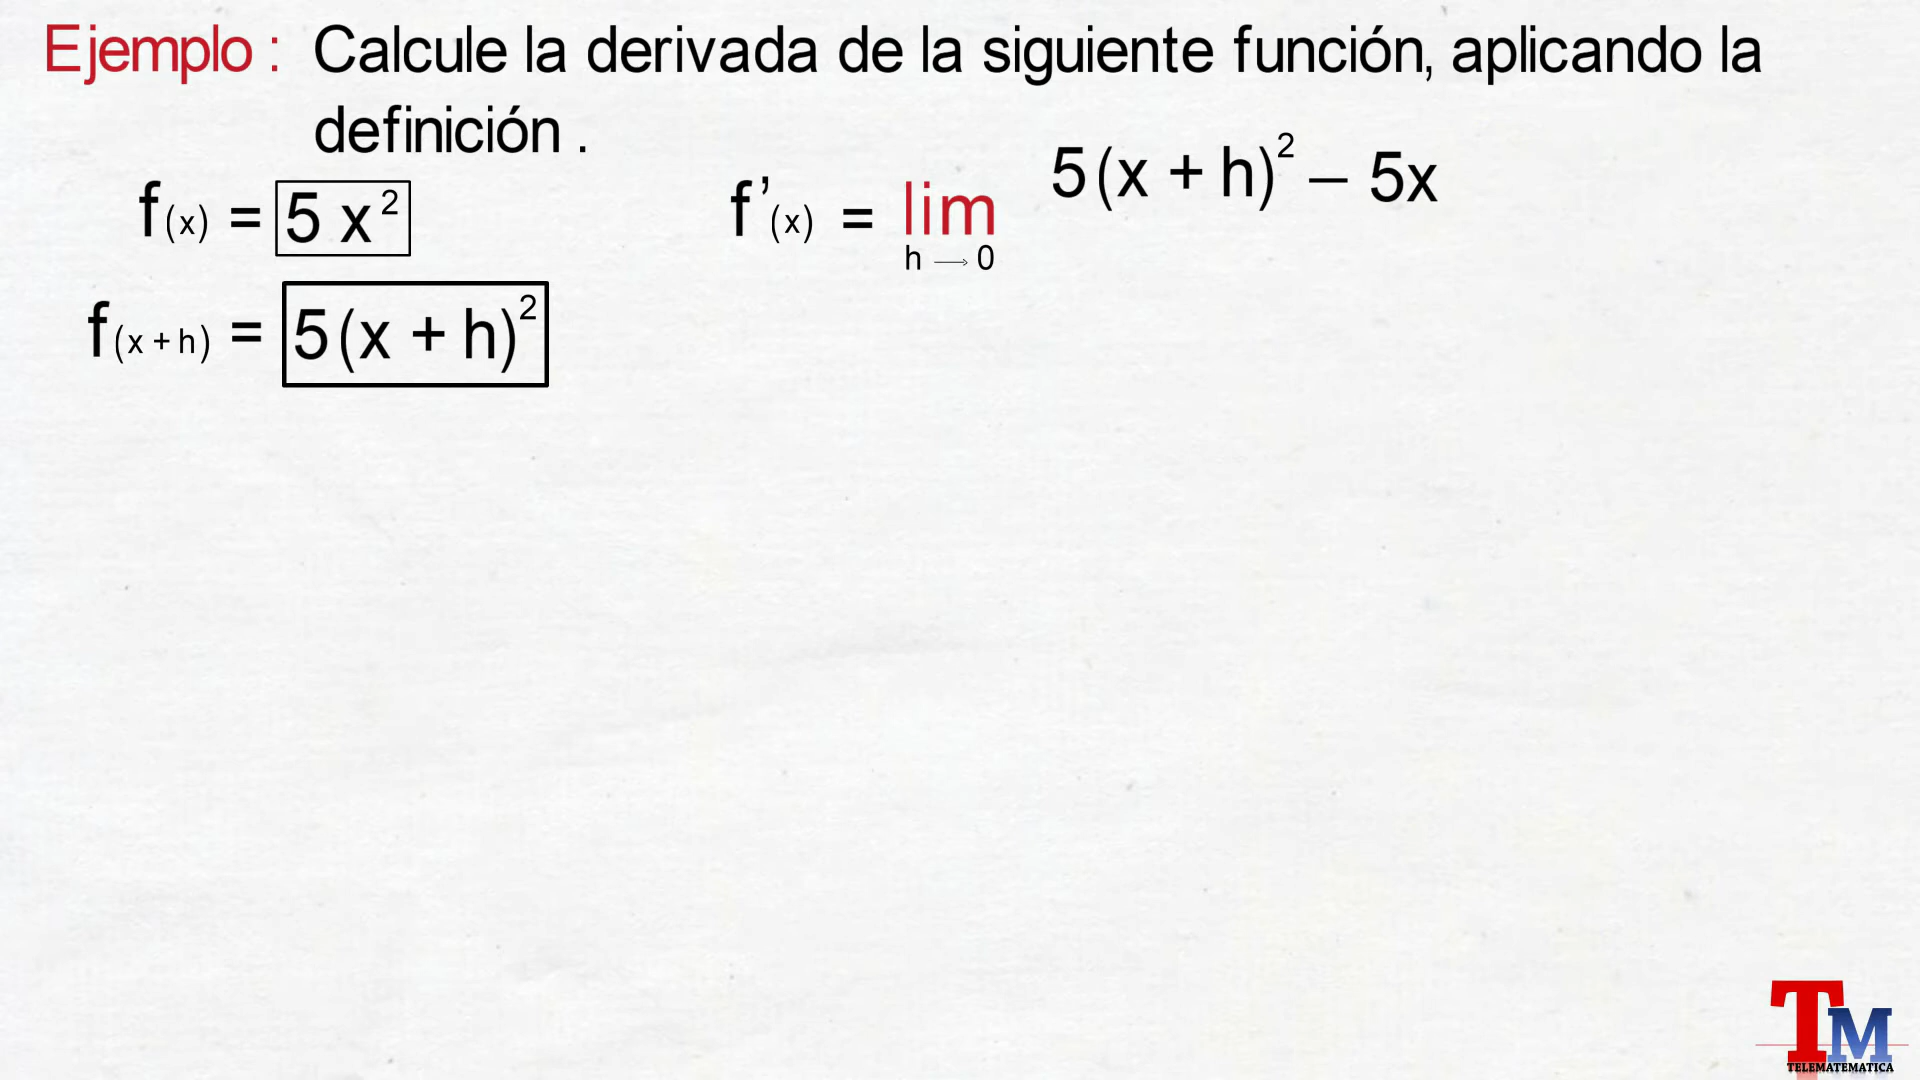 Ejemplo : Calcule la derivada de la siguiente función, aplicando la
definición .
f(x) = 5 x²
f'(x) = lim h → 0 5(x + h)² – 5x
f(x + h) = 5(x + h)²
TM
TELEMATEMATICA